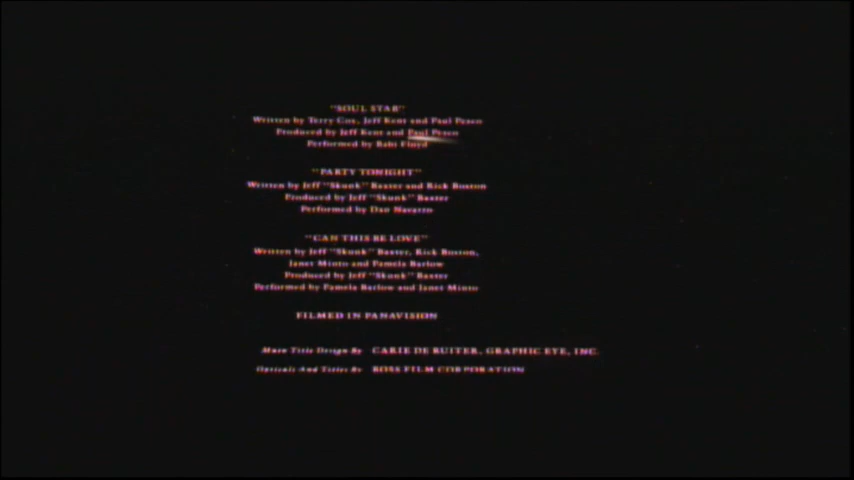 "SOUL STAR"
Written by Terry Cox, Jeff Kent and Paul Pesco
Produced by Jeff Kent and Paul Pesco
Performed by Babi Floyd
"PARTY TONIGHT"
Written by Jeff "Skunk" Baxter and Rick Boston
Produced by Jeff "Skunk" Baxter
Performed by Dan Navarro
"CAN THIS BE LOVE"
Written by Jeff "Skunk" Baxter, Rick Boston,
Janet Minto and Pamela Barlow
Produced by Jeff "Skunk" Baxter
Performed by Pamela Barlow and Janet Minto
FILMED IN PANAVISION
Main Title Design By CARIE DE RUITER, GRAPHIC EYE, INC.
Opticals And Titles By ROSS FILM CORPORATION